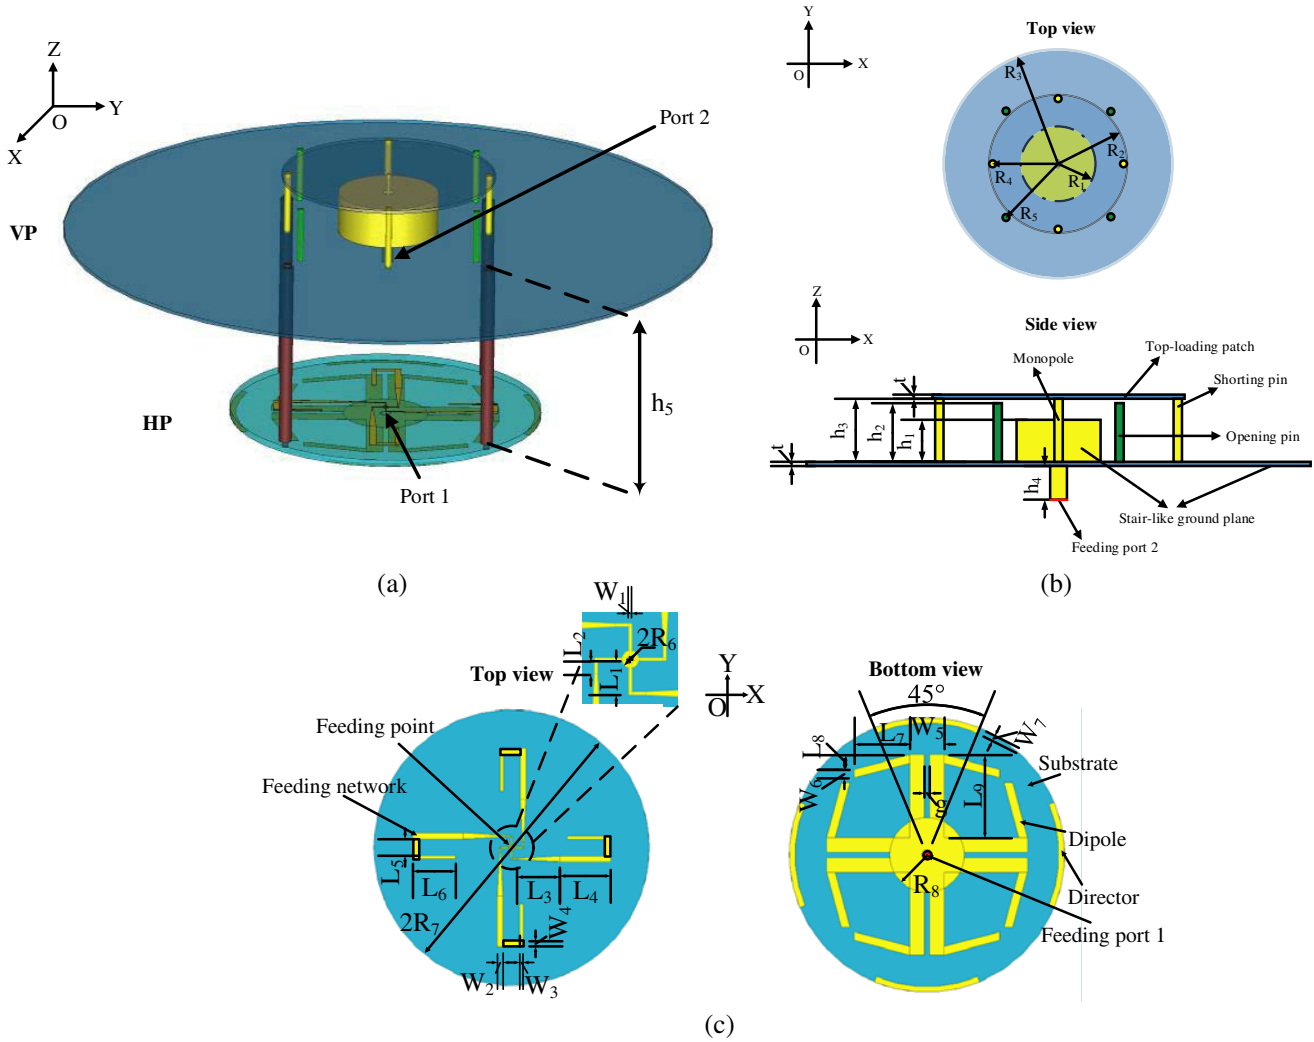 Z
Y
O
X
Port 2
VP
HP
h5
Port 1
(a)
Y
X
O
Top view
R3
R2
R4
R1
R5
Z
X
O
Side view
Monopole
Top-loading patch
Shorting pin
Opening pin
t
h3
h2
h1
t
h4
Stair-like ground plane
Feeding port 2
(b)
W1
L2
2R6
L1
Top view
Y
O
X
Feeding point
Feeding network
L5
L6
L3
L4
2R7
W4
W2
W3
Bottom view
45°
L8
L7
W5
W7
W6
g
L9
Substrate
Dipole
R8
Director
Feeding port 1
(c)